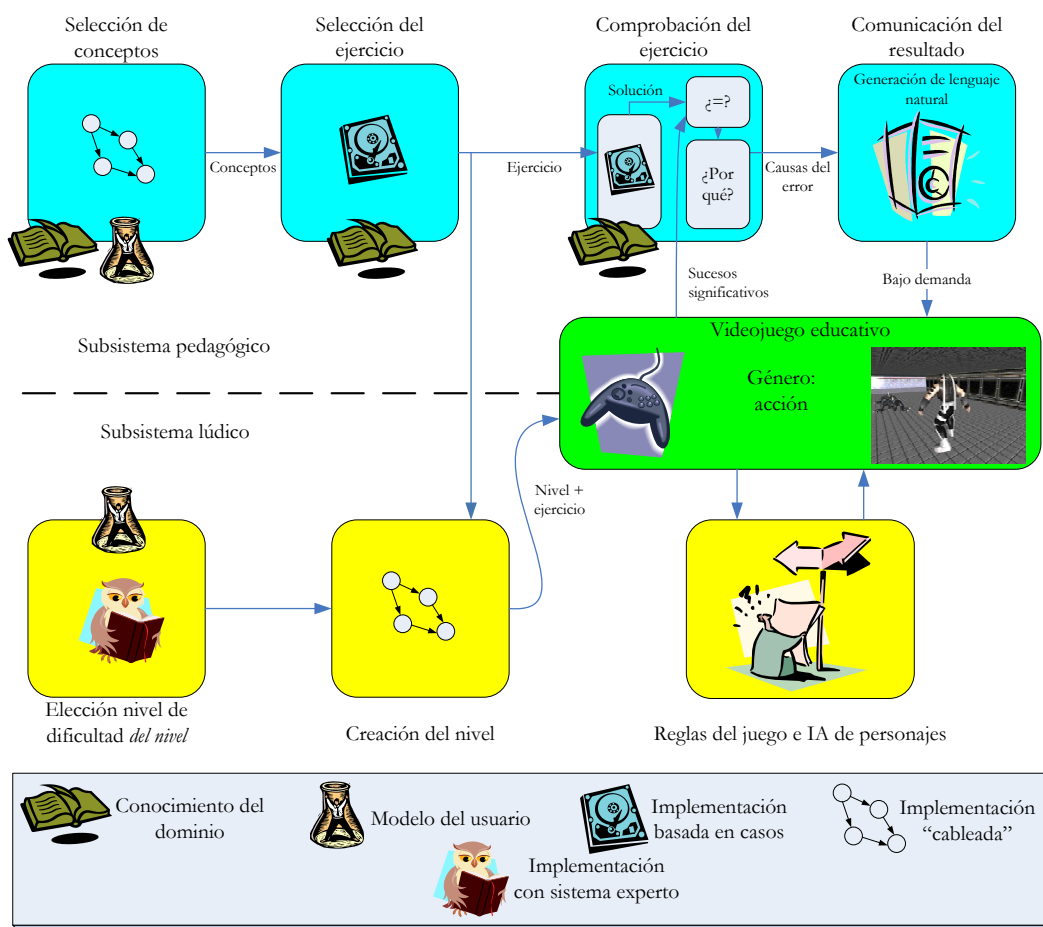 Selección de
conceptos
Selección del
ejercicio
Comprobación del
ejercicio
Comunicación del
resultado
Conceptos
Ejercicio
Solución
¿=?
¿Por
qué?
Causas del
error
Generación de lenguaje
natural
Sucesos
significativos
Bajo demanda
Subsistema pedagógico
Videojuego educativo
Género:
acción
Subsistema lúdico
Nivel +
ejercicio
Elección nivel de
dificultad del nivel
Creación del nivel
Reglas del juego e IA de personajes
Conocimiento del
dominio
Modelo del usuario
Implementación
basada en casos
Implementación
“cableada”
Implementación
con sistema experto